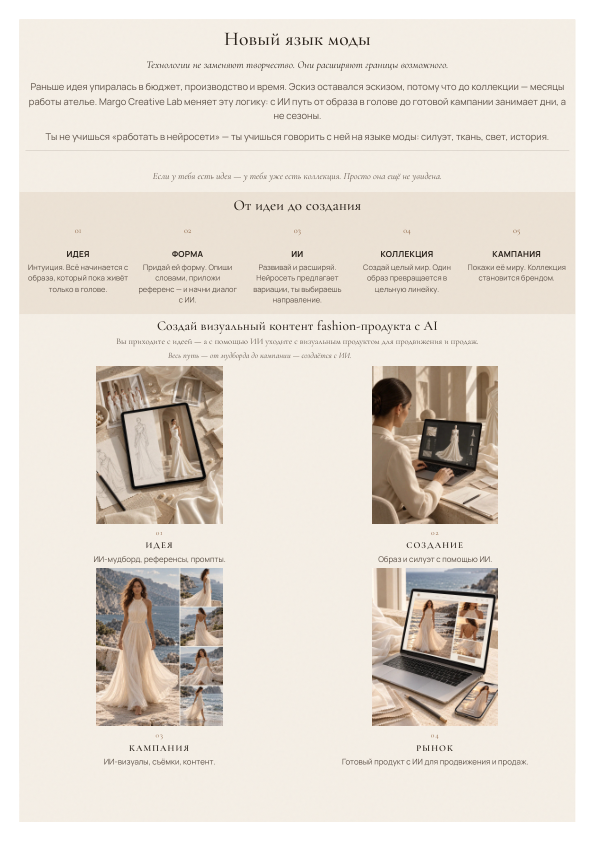 Новый язык моды
Технологии не заменяют творчество. Они расширяют границы возможного.
Раньше идея упиралась в бюджет, производство и время. Эскиз оставался эскизом, потому что до коллекции — месяцы
работы ателье. Margo Creative Lab меняет эту логику: с ИИ путь от образа в голове до готовой кампании занимает дни, а
не сезоны.
Ты не учишься «работать в нейросети» — ты учишься говорить с ней на языке моды: силуэт, ткань, свет, история.
Если у тебя есть идея — у тебя уже есть коллекция. Просто она ещё не увидена.
От идеи до создания
01
ИДЕЯ
Интуиция. Всё начинается с
образа, который пока живёт
только в голове.
02
ФОРМА
Придай ей форму. Опиши
словами, приложи
референс — и начни диалог
с ИИ.
03
ИИ
Развивай и расширяй.
Нейросеть предлагает
вариации, ты выбираешь
направление.
04
КОЛЛЕКЦИЯ
Создай целый мир. Один
образ превращается в
цельную линейку.
05
КАМПАНИЯ
Покажи её миру. Коллекция
становится брендом.
Создай визуальный контент fashion-продукта с AI
Вы приходите с идеей — а с помощью ИИ уходите с визуальным продуктом для продвижения и продаж.
Весь путь — от мудборда до кампании — создаётся с ИИ.
01
ИДЕЯ
ИИ-мудборд, референсы, промпты.
02
СОЗДАНИЕ
Образ и силуэт с помощью ИИ.
03
КАМПАНИЯ
ИИ-визуалы, съёмки, контент.
04
РЫНОК
Готовый продукт с ИИ для продвижения и продаж.